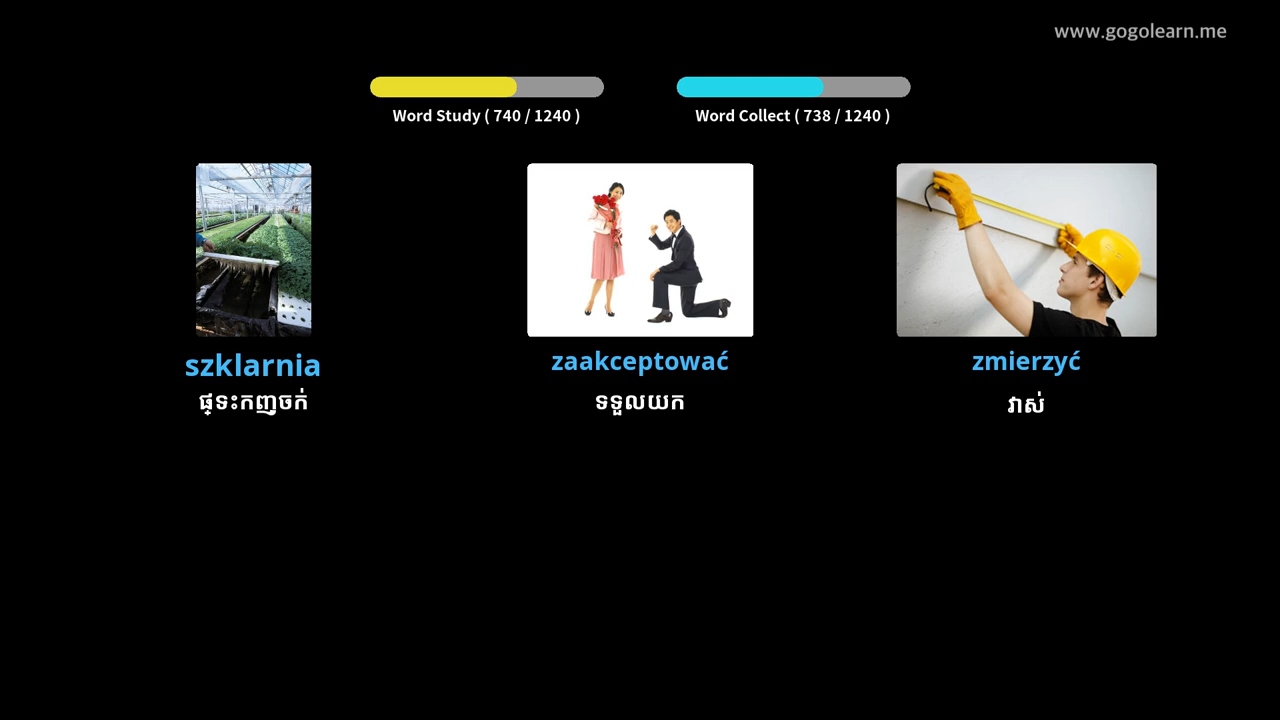 www.gogolearn.me
Word Study ( 740 / 1240 )
Word Collect ( 738 / 1240 )
szklarnia
ផ្ទះកញ្ចក់
zaakceptować
ទទួលយក
zmierzyć
វាស់